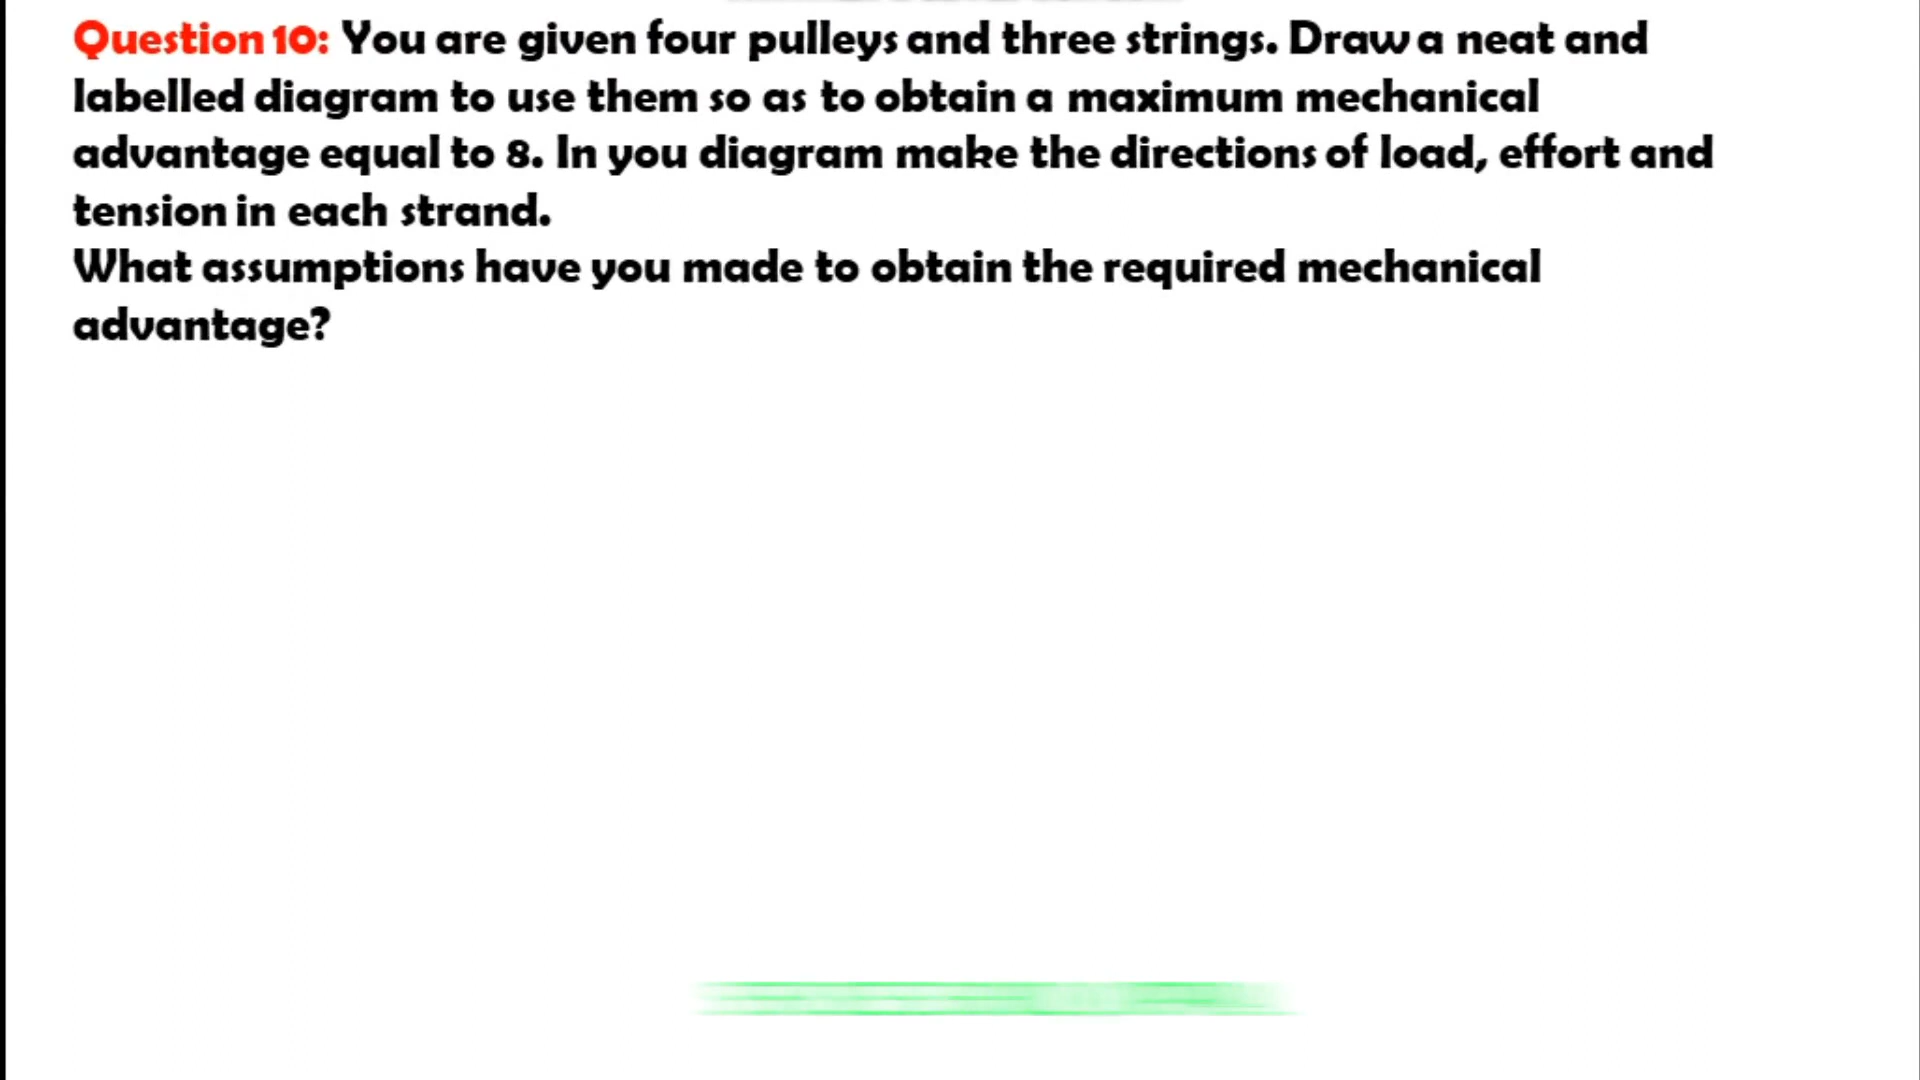 Question 10: You are given four pulleys and three strings. Draw a neat and
labelled diagram to use them so as to obtain a maximum mechanical
advantage equal to 8. In you diagram make the directions of load, effort and
tension in each strand.
What assumptions have you made to obtain the required mechanical
advantage?